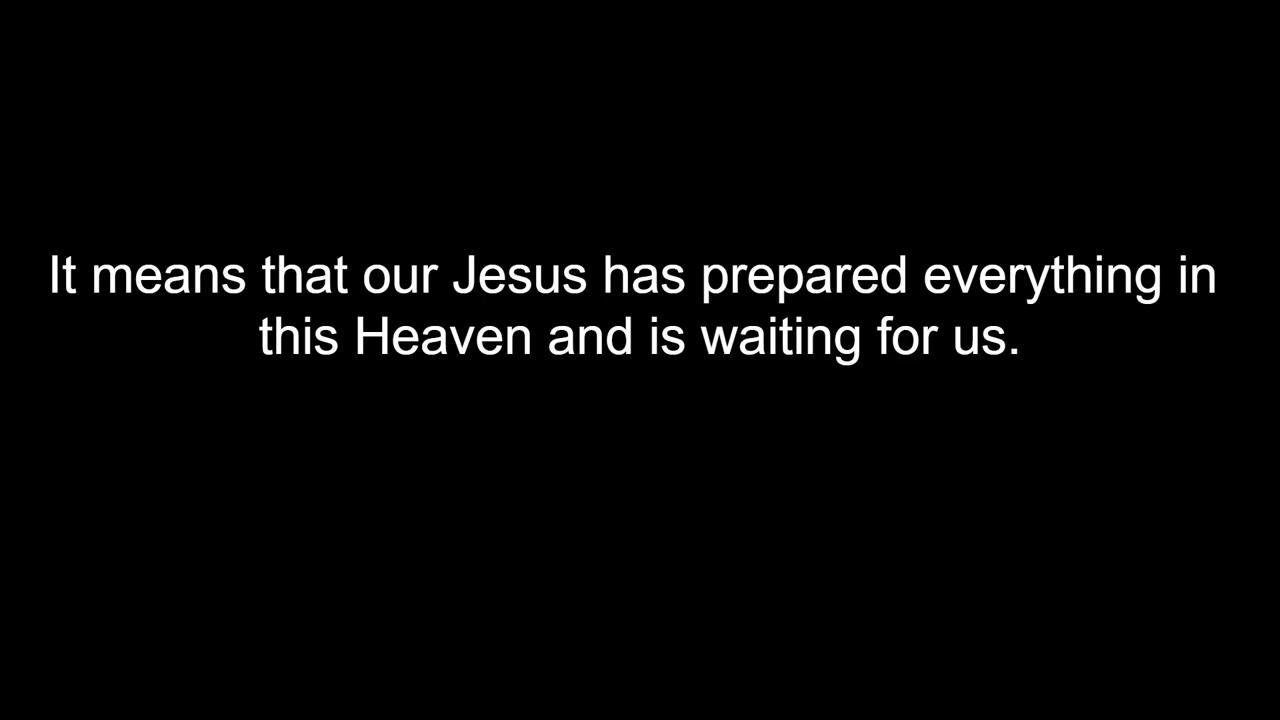 It means that our Jesus has prepared everything in
this Heaven and is waiting for us.